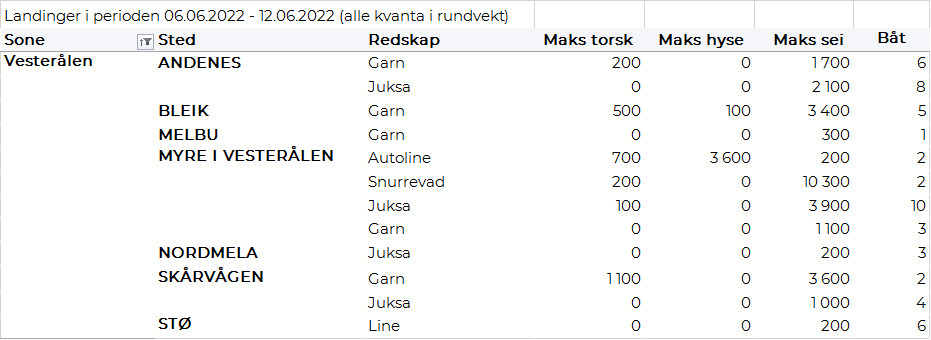 Landinger i perioden 06.06.2022 - 12.06.2022 (alle kvanta i rundvekt)
Sone Sted Redskap Maks torsk Maks hyse Maks sei Båt
Vesterålen ANDENES Garn 200 0 1 700 6
Juksa 0 0 2 100 8
BLEIK Garn 500 100 3 400 5
MELBU Garn 0 0 300 1
MYRE I VESTERÅLEN Autoline 700 3 600 200 2
Snurrevad 200 0 10 300 2
Juksa 100 0 3 900 10
Garn 0 0 1 100 3
NORDMELA Juksa 0 0 200 3
SKÅRVÅGEN Garn 1 100 0 3 600 2
Juksa 0 0 1 000 4
STØ Line 0 0 200 6